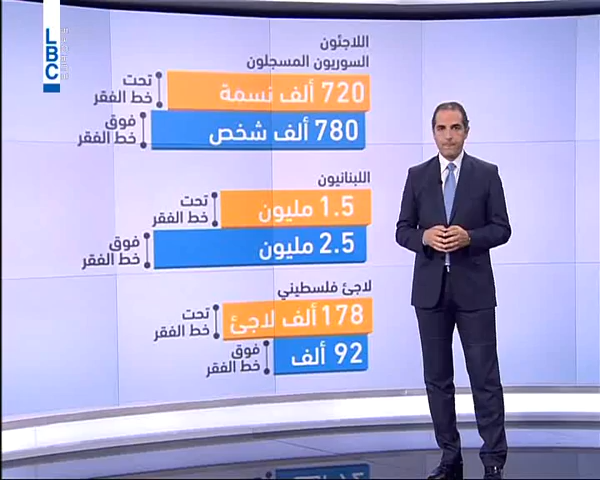 LBC
اللاجئون
السوريون المسجلون
720 ألف نسمة
تحت
خط الفقر
780 ألف شخص
فوق
خط الفقر
اللبنانيون
1.5 مليون
تحت
خط الفقر
2.5 مليون
فوق
خط الفقر
لاجئ فلسطيني
178 ألف لاجئ
تحت
خط الفقر
92 ألف
فوق
خط الفقر